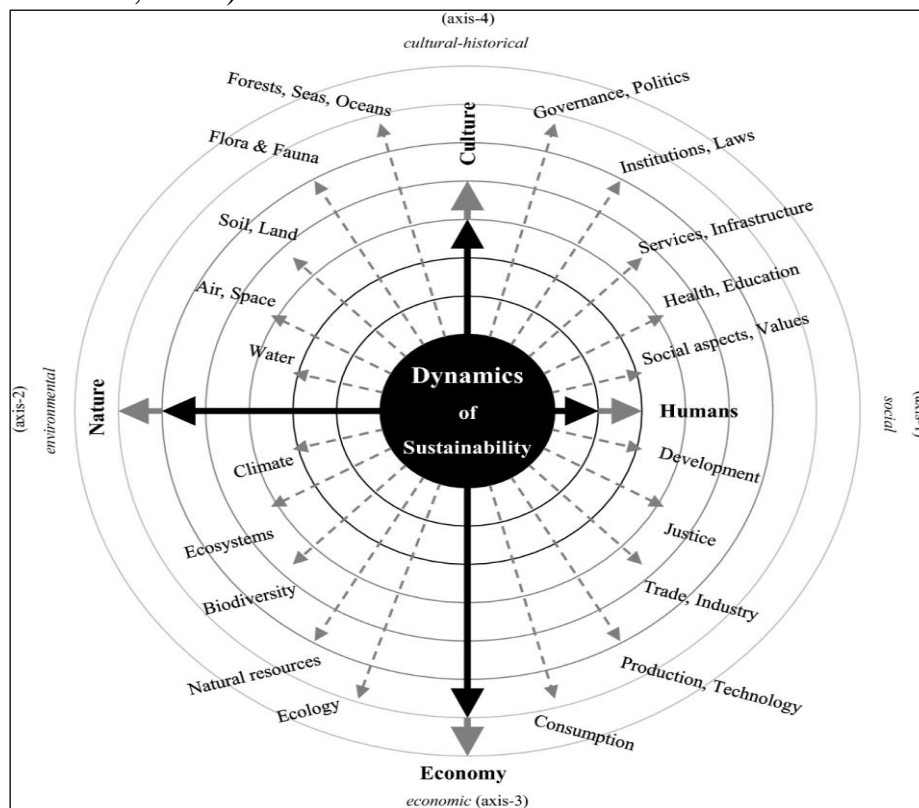 (axis-4)
cultural-historical
Forests, Seas, Oceans
Governance, Politics
Culture
Flora & Fauna
Institutions, Laws
Soil, Land
Services, Infrastructure
Air, Space
Health, Education
Water
Social aspects, Values
Dynamics
of
Sustainability
(axis-2)
environmental
Nature
Humans
social
Climate
Development
Ecosystems
Justice
Biodiversity
Trade, Industry
Natural resources
Production, Technology
Ecology
Consumption
Economy
economic (axis-3)